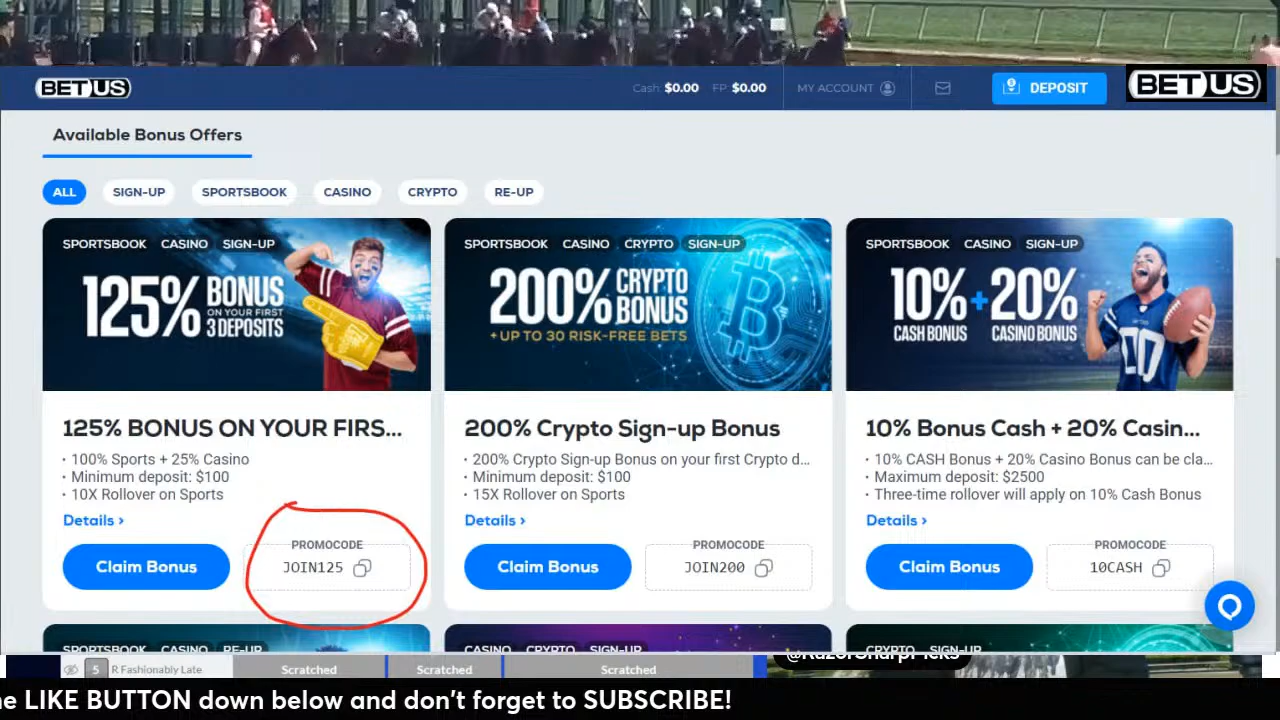 BETUS
Cash $0.00 FP $0.00 MY ACCOUNT DEPOSIT
BETUS
Available Bonus Offers
ALL SIGN-UP SPORTSBOOK CASINO CRYPTO RE-UP
SPORTSBOOK CASINO SIGN-UP
125% BONUS
ON YOUR FIRST
3 DEPOSITS
125% BONUS ON YOUR FIRS...
· 100% Sports + 25% Casino
· Minimum deposit: $100
· 10X Rollover on Sports
Details ›
Claim Bonus
PROMOCODE
JOIN125
SPORTSBOOK CASINO CRYPTO SIGN-UP
200% CRYPTO
BONUS
+ UP TO 30 RISK-FREE BETS
200% Crypto Sign-up Bonus
· 200% Crypto Sign-up Bonus on your first Crypto d...
· Minimum deposit: $100
· 15X Rollover on Sports
Details ›
Claim Bonus
PROMOCODE
JOIN200
SPORTSBOOK CASINO SIGN-UP
10% + 20%
CASH BONUS CASINO BONUS
10% Bonus Cash + 20% Casin...
· 10% CASH Bonus + 20% Casino Bonus can be cla...
· Maximum deposit: $2500
· Three-time rollover will apply on 10% Cash Bonus
Details ›
Claim Bonus
PROMOCODE
10CASH
SPORTSBOOK CASINO RE-UP
CASINO CRYPTO SIGN-UP
CRYPTO SIGN-UP
5 R Fashionably Late Scratched Scratched Scratched
@RazorSharpPicks
e LIKE BUTTON down below and don't forget to SUBSCRIBE!